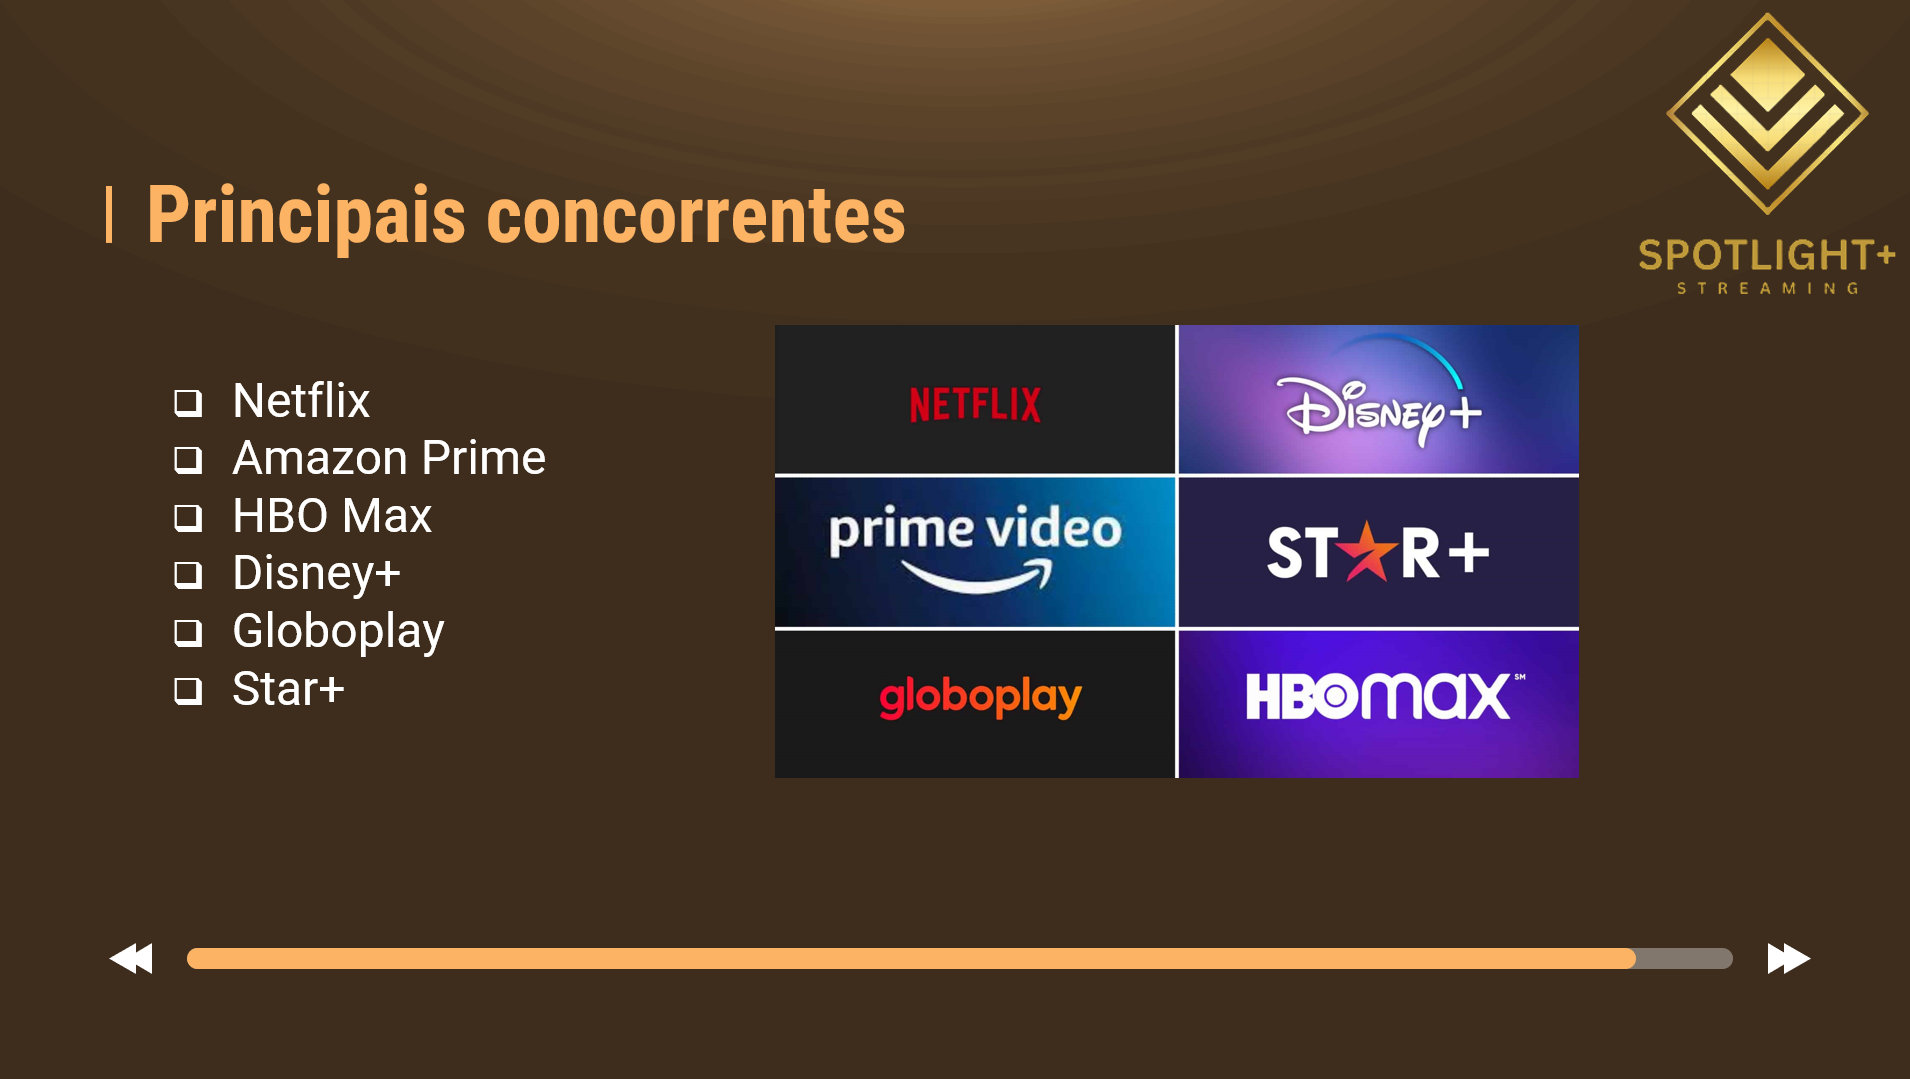 SPOTLIGHT+
STREAMING
Principais concorrentes
Netflix
Amazon Prime
HBO Max
Disney+
Globoplay
Star+
NETFLIX
Disney+
prime video
STAR+
globoplay
HBOmax SM